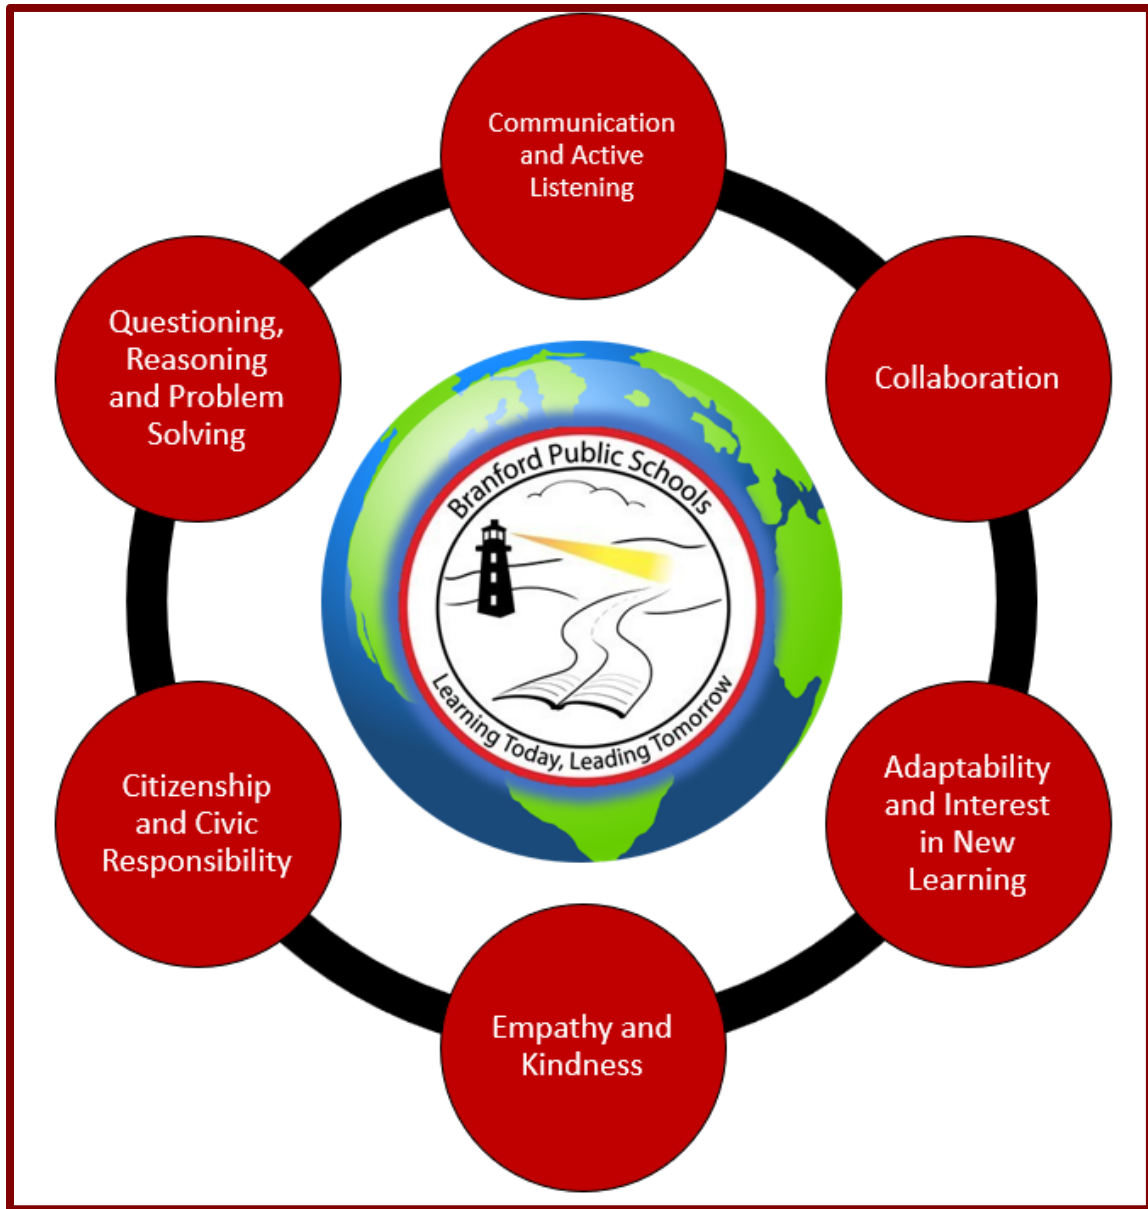 Communication
and Active
Listening
Collaboration
Adaptability
and Interest
in New
Learning
Empathy and
Kindness
Citizenship
and Civic
Responsibility
Questioning,
Reasoning
and Problem
Solving
Branford Public Schools
Learning Today, Leading Tomorrow